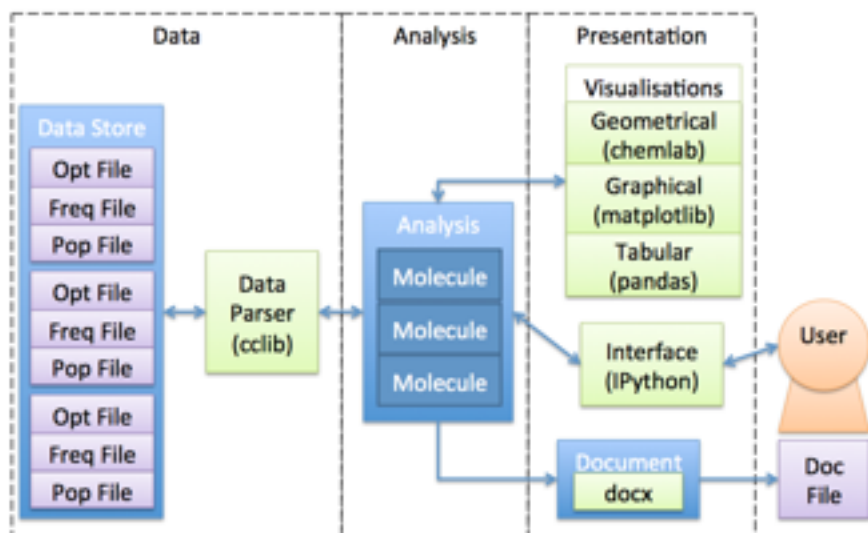 Data
Analysis
Presentation
Data Store
Opt File
Freq File
Pop File
Opt File
Freq File
Pop File
Opt File
Freq File
Pop File
Data
Parser
(cclib)
Analysis
Molecule
Molecule
Molecule
Visualisations
Geometrical
(chemlab)
Graphical
(matplotlib)
Tabular
(pandas)
Interface
(IPython)
User
Document
docx
Doc
File